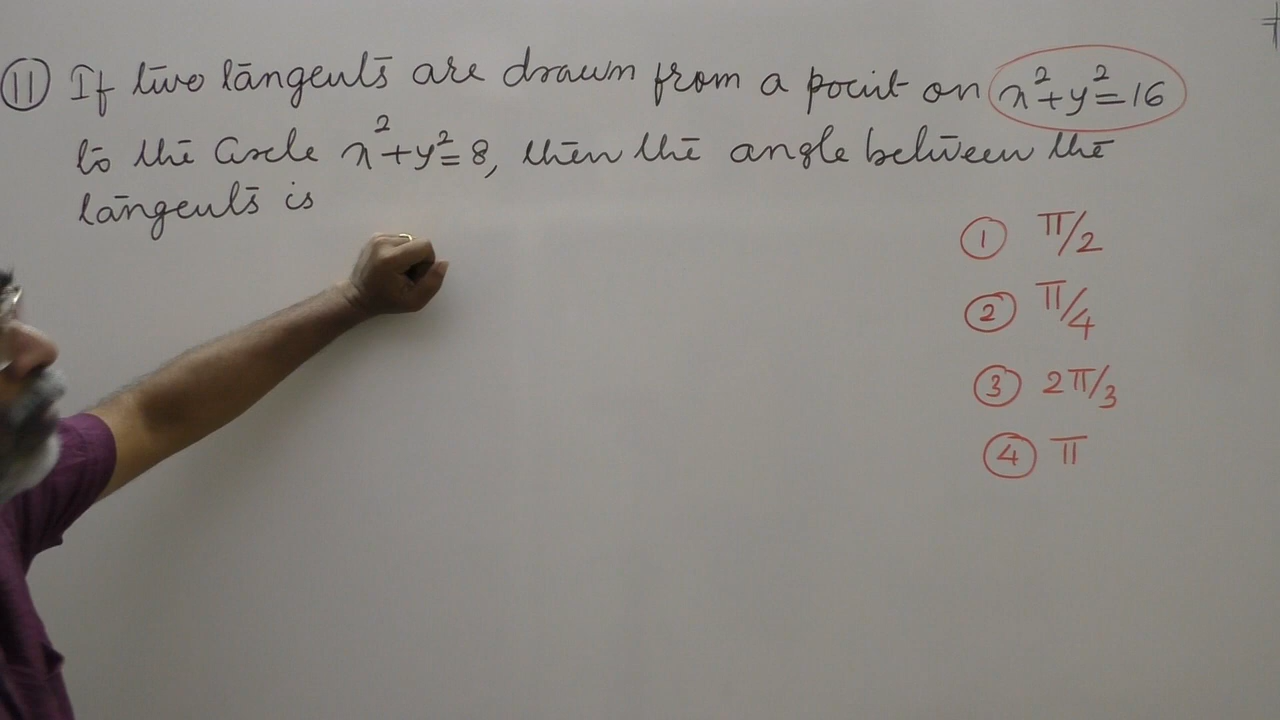 11 If two tangents are drawn from a point on x²+y²=16
to the Circle x²+y²=8, then the angle between the
tangents is
1 π/2
2 π/4
3 2π/3
4 π